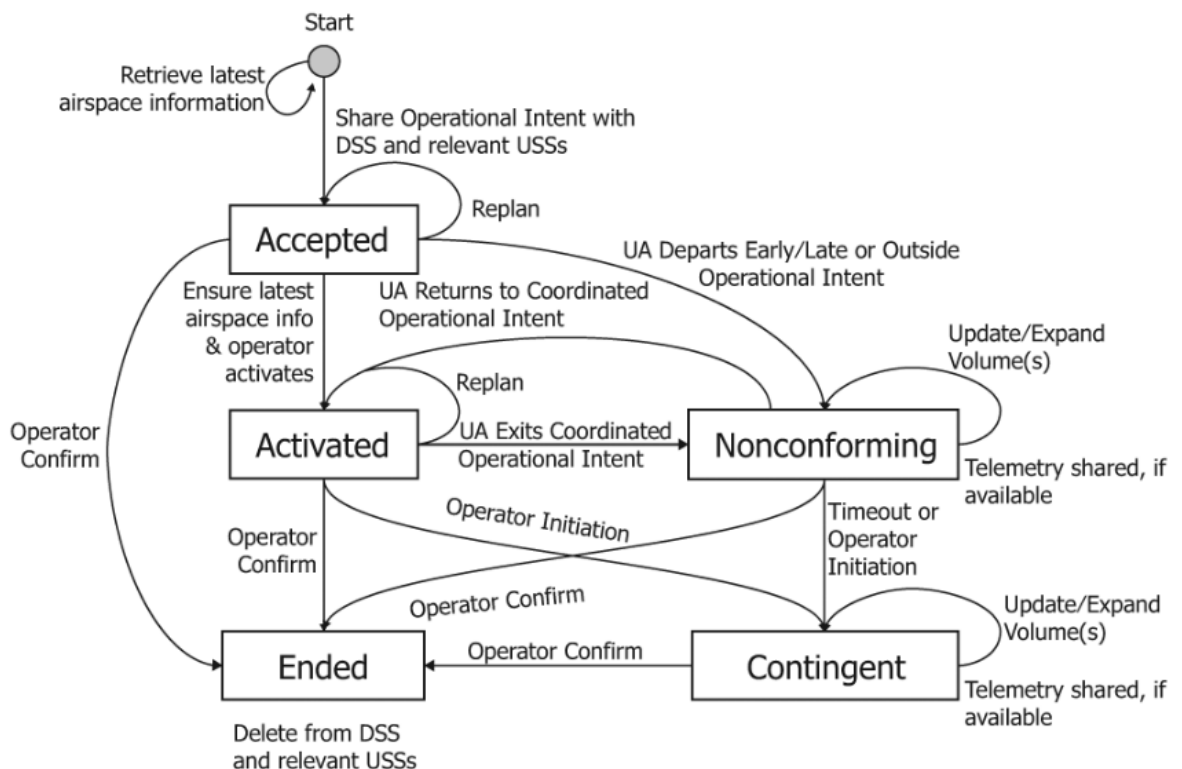 Start
Retrieve latest
airspace information
Share Operational Intent with
DSS and relevant USSs
Replan
Accepted
UA Departs Early/Late or Outside
Operational Intent
Ensure latest
airspace info
& operator
activates
UA Returns to Coordinated
Operational Intent
Update/Expand
Volume(s)
Replan
Operator
Confirm
Activated
UA Exits Coordinated
Operational Intent
Nonconforming
Telemetry shared, if
available
Operator Initiation
Timeout or
Operator
Initiation
Operator
Confirm
Operator Confirm
Update/Expand
Volume(s)
Ended
Operator Confirm
Contingent
Telemetry shared, if
available
Delete from DSS
and relevant USSs